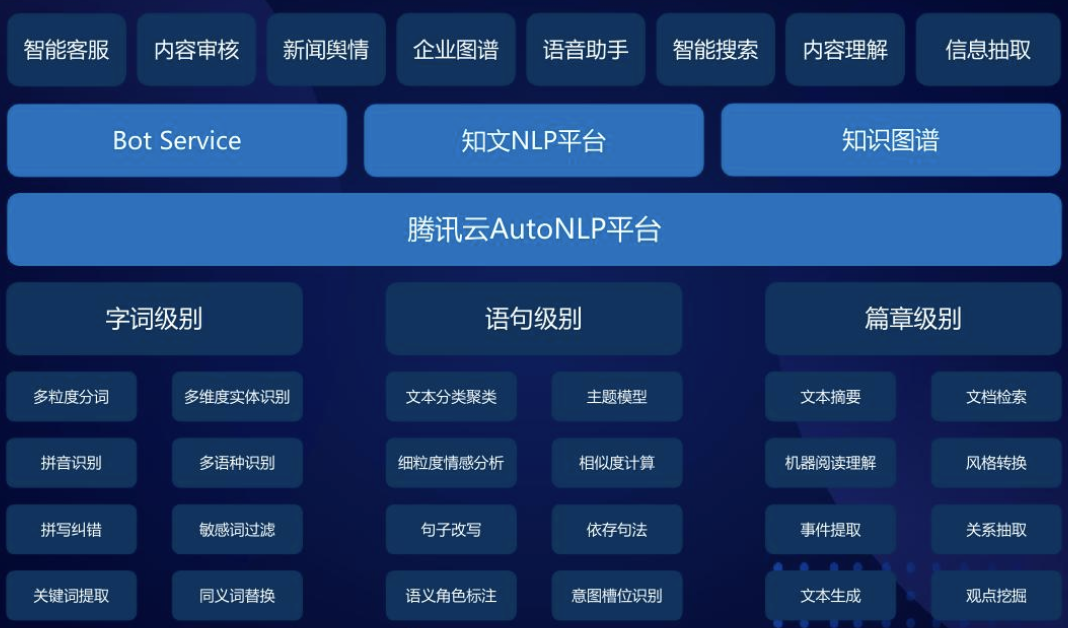 智能客服 内容审核 新闻舆情 企业图谱 语音助手 智能搜索 内容理解 信息抽取
Bot Service 知文NLP平台 知识图谱
腾讯云AutoNLP平台
字词级别 语句级别 篇章级别
多粒度分词 多维度实体识别 文本分类聚类 主题模型 文本摘要 文档检索
拼音识别 多语种识别 细粒度情感分析 相似度计算 机器阅读理解 风格转换
拼写纠错 敏感词过滤 句子改写 依存句法 事件提取 关系抽取
关键词提取 同义词替换 语义角色标注 意图槽位识别 文本生成 观点挖掘